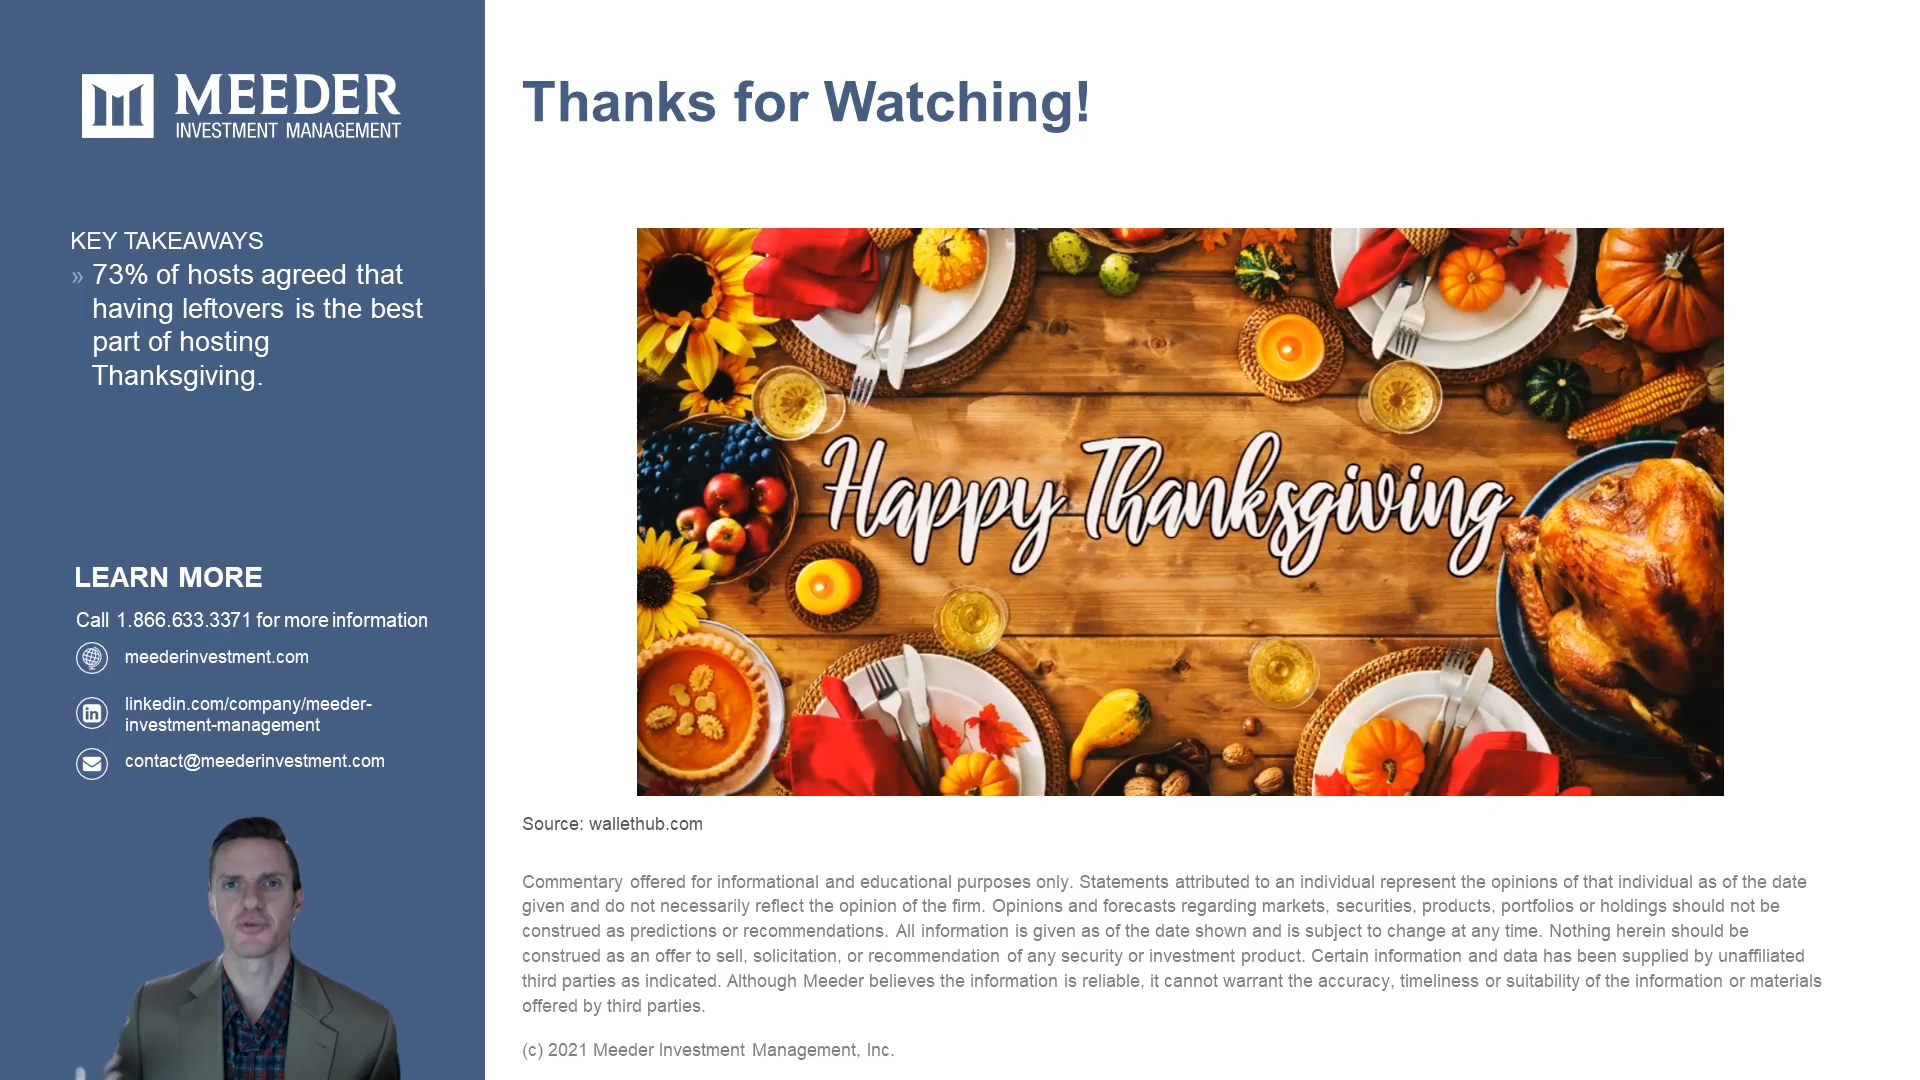 MEEDER
INVESTMENT MANAGEMENT
KEY TAKEAWAYS
» 73% of hosts agreed that
having leftovers is the best
part of hosting
Thanksgiving.
LEARN MORE
Call 1.866.633.3371 for more information
meederinvestment.com
in
linkedin.com/company/meeder-
investment-management
contact@meederinvestment.com
Thanks for Watching!
Happy Thanksgiving
Source: wallethub.com
Commentary offered for informational and educational purposes only. Statements attributed to an individual represent the opinions of that individual as of the date
given and do not necessarily reflect the opinion of the firm. Opinions and forecasts regarding markets, securities, products, portfolios or holdings should not be
construed as predictions or recommendations. All information is given as of the date shown and is subject to change at any time. Nothing herein should be
construed as an offer to sell, solicitation, or recommendation of any security or investment product. Certain information and data has been supplied by unaffiliated
third parties as indicated. Although Meeder believes the information is reliable, it cannot warrant the accuracy, timeliness or suitability of the information or materials
offered by third parties.
(c) 2021 Meeder Investment Management, Inc.